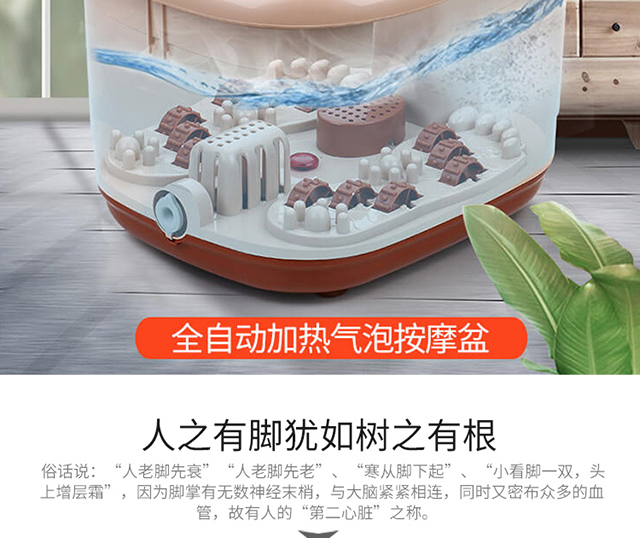 全自动加热气泡按摩盆
人之有脚犹如树之有根
俗话说：“人老脚先衰”“人老脚先老”、“寒从脚下起”、“小看脚一双，头
上增层霜”，因为脚掌有无数神经末梢，与大脑紧紧相连，同时又密布众多的血
管，故有人的“第二心脏”之称。